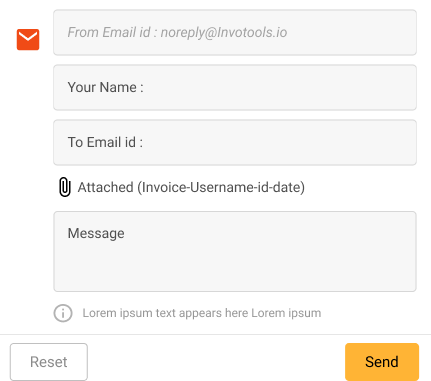 From Email id : noreply@Invotools.io
Your Name :
To Email id :
Attached (Invoice-Username-id-date)
Message
Lorem ipsum text appears here Lorem ipsum
Reset
Send